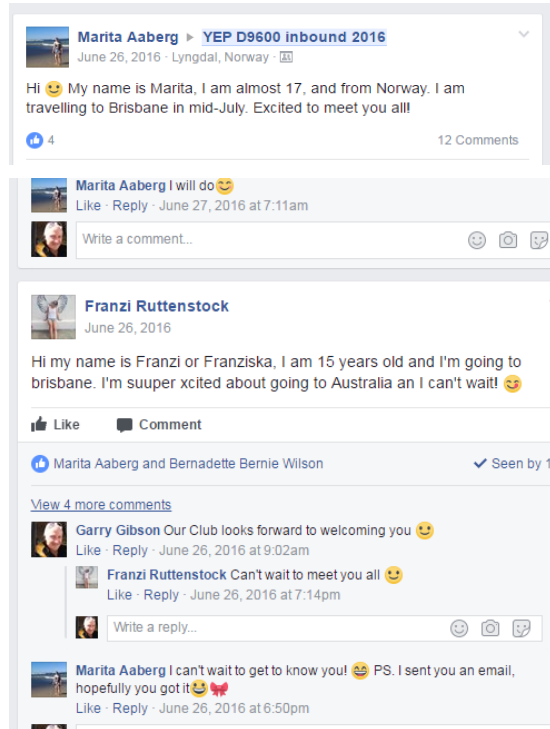 Marita Aaberg ▸ YEP D9600 inbound 2016
June 26, 2016 · Lyngdal, Norway ·
Hi 🙂 My name is Marita, I am almost 17, and from Norway. I am
travelling to Brisbane in mid-July. Excited to meet you all!
4 12 Comments
Marita Aaberg I will do😊
Like · Reply · June 27, 2016 at 7:11am
Write a comment...
Franzi Ruttenstock
June 26, 2016
Hi my name is Franzi or Franziska, I am 15 years old and I'm going to
brisbane. I'm suuper xcited about going to Australia an I can't wait! 😋
Like Comment
Marita Aaberg and Bernadette Bernie Wilson ✓ Seen by 1
View 4 more comments
Garry Gibson Our Club looks forward to welcoming you 🙂
Like · Reply · June 26, 2016 at 9:02am
Franzi Ruttenstock Can't wait to meet you all 🙂
Like · Reply · June 26, 2016 at 7:14pm
Write a reply...
Marita Aaberg I can't wait to get to know you! 😄 PS. I sent you an email,
hopefully you got it😃🎀
Like · Reply · June 26, 2016 at 6:50pm